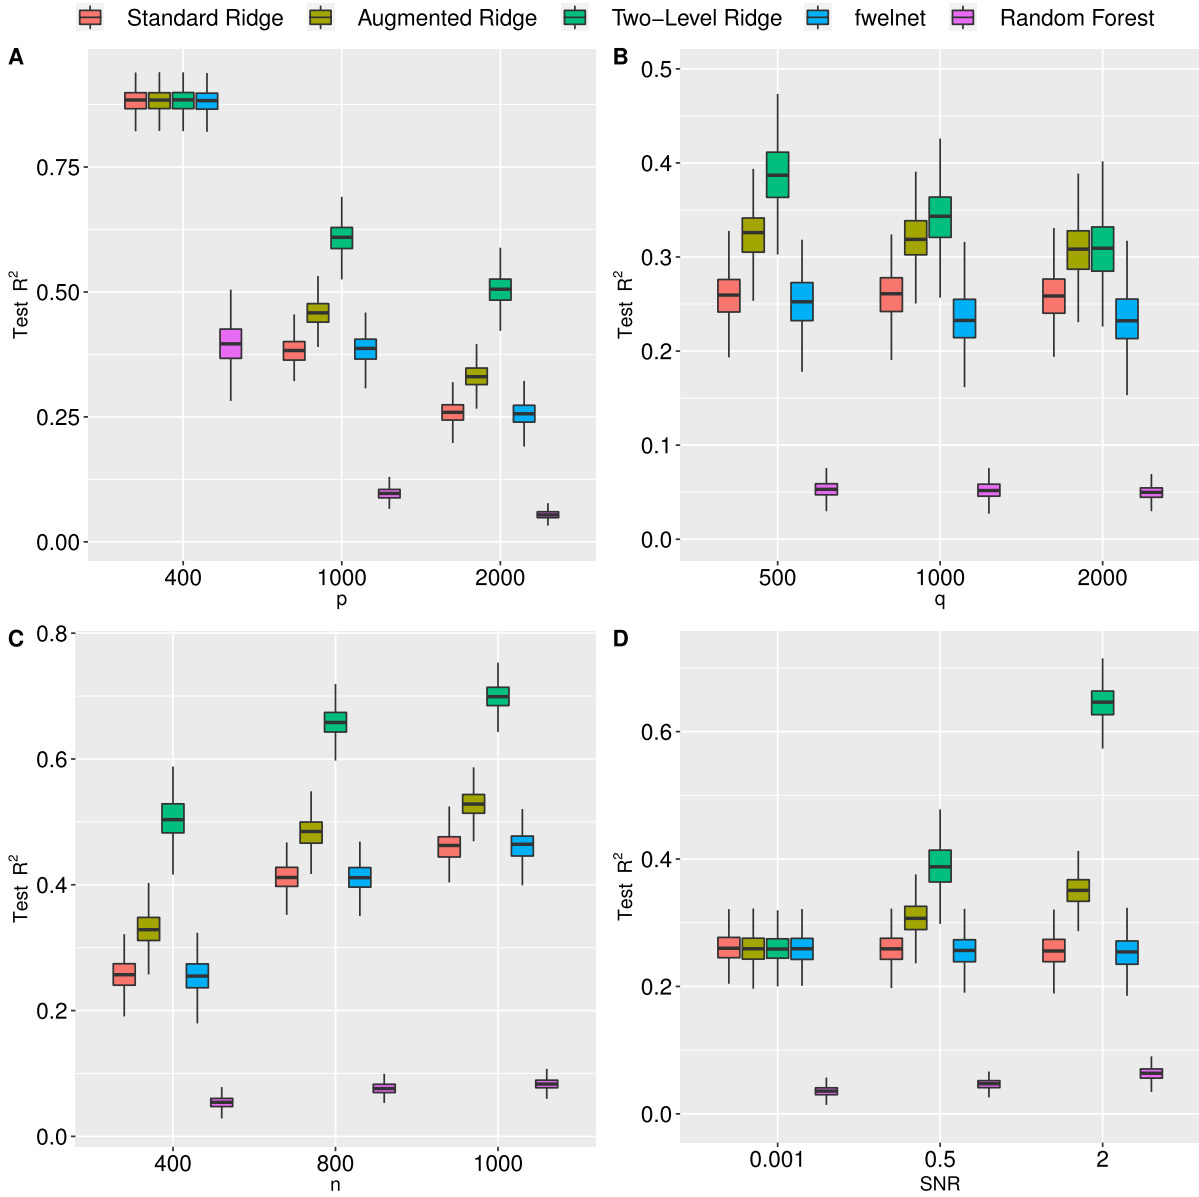 Standard Ridge Augmented Ridge Two−Level Ridge fwelnet Random Forest
A
0.75
0.50
0.25
0.00
Test R²
400 1000 2000
p
B
0.5
0.4
0.3
0.2
0.1
0.0
Test R²
500 1000 2000
q
C
0.8
0.6
0.4
0.2
0.0
Test R²
400 800 1000
n
D
0.6
0.4
0.2
0.0
Test R²
0.001 0.5 2
SNR